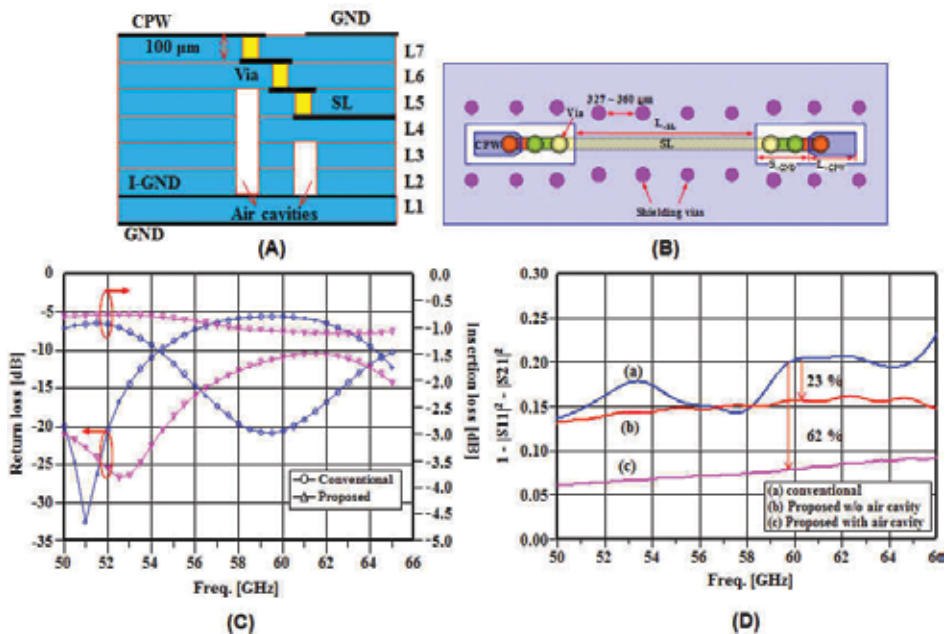 CPW
GND
100 μm
Via
SL
I-GND
Air cavities
GND
L7
L6
L5
L4
L3
L2
L1
(A)
327 ~ 360 μm
Via
L-SL
CPW
SL
S-CPW
L-CPW
Shielding vias
(B)
Return loss [dB]
0
-5
-10
-15
-20
-25
-30
-35
0.0
-0.5
-1.0
-1.5
-2.0
-2.5
-3.0
-3.5
-4.0
-4.5
-5.0
Insertion loss [dB]
Conventional
Proposed
50 52 54 56 58 60 62 64 66
Freq. [GHz]
(C)
1 - |S11|² - |S21|²
0.30
0.25
0.20
0.15
0.10
0.05
0.00
(a)
(b)
(c)
23 %
62 %
(a) conventional
(b) Proposed w/o air cavity
(c) Proposed with air cavity
50 52 54 56 58 60 62 64 66
Freq. [GHz]
(D)